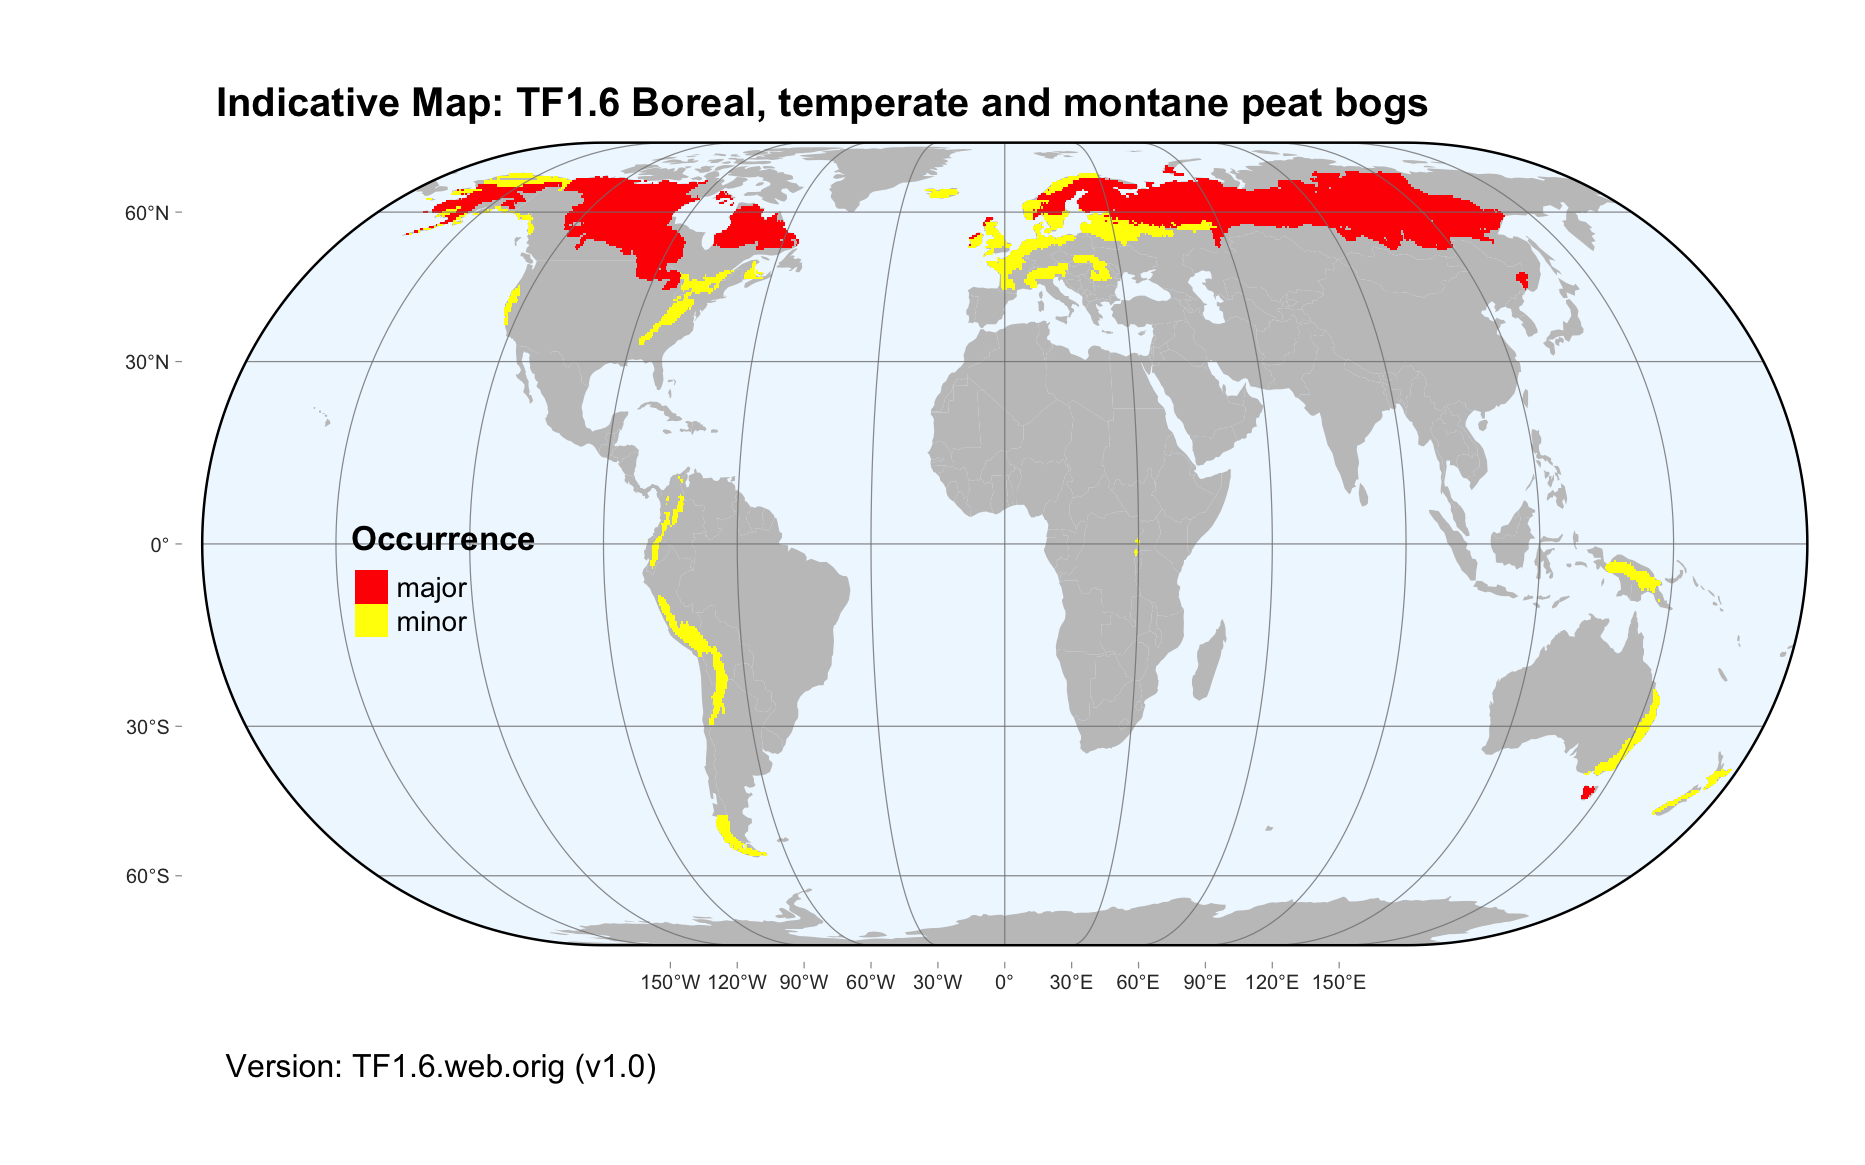 Indicative Map: TF1.6 Boreal, temperate and montane peat bogs
60°N
30°N
0°
30°S
60°S
Occurrence
major
minor
150°W 120°W 90°W 60°W 30°W 0° 30°E 60°E 90°E 120°E 150°E
Version: TF1.6.web.orig (v1.0)